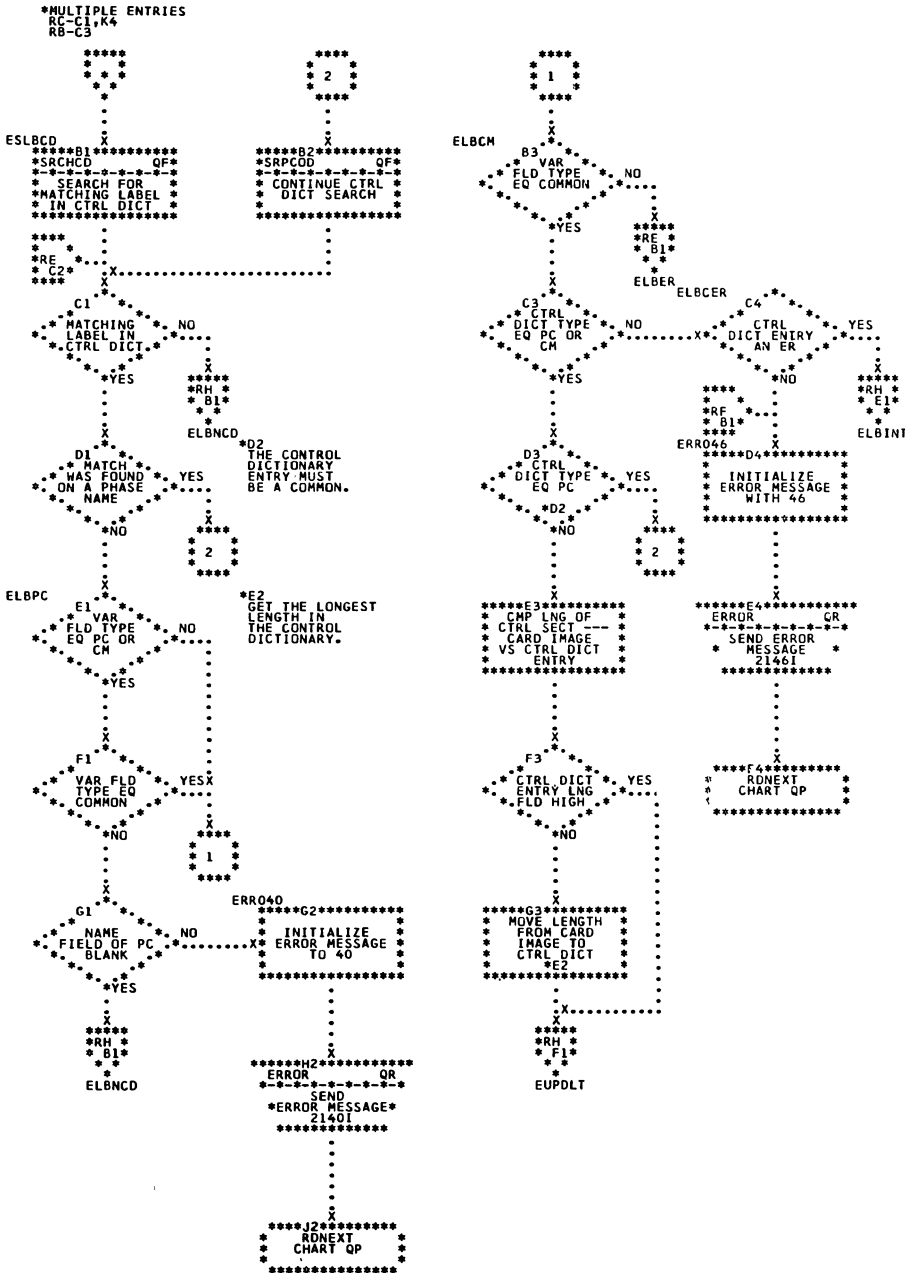 *MULTIPLE ENTRIES
RC-C1,K4
RB-C3
2
1
ESLBCD
B1
SRCHCD QF
SEARCH FOR
MATCHING LABEL
IN CTRL DICT
B2
SRPCOD QF
CONTINUE CTRL
DICT SEARCH
ELBCM
B3
VAR
FLD TYPE
EQ COMMON
NO
YES
RE
B1
ELBER
RE
C2
C1
MATCHING
LABEL IN
CTRL DICT
NO
YES
RH
B1
ELBNCD
C3
CTRL
DICT TYPE
EQ PC OR
CM
NO
YES
ELBCER
C4
CTRL
DICT ENTRY
AN ER
YES
NO
RH
E1
ELBINT
RF
B1
*D2
THE CONTROL
DICTIONARY
ENTRY MUST
BE A COMMON.
D1
MATCH
WAS FOUND
ON A PHASE
NAME
YES
NO
2
D3
CTRL
DICT TYPE
EQ PC
*D2
YES
NO
2
ERR046
D4
INITIALIZE
ERROR MESSAGE
WITH 46
ELBPC
E1
VAR
FLD TYPE
EQ PC OR
CM
NO
YES
*E2
GET THE LONGEST
LENGTH IN
THE CONTROL
DICTIONARY.
E3
CMP LNG OF
CTRL SECT ---
CARD IMAGE
VS CTRL DICT
ENTRY
E4
ERROR QR
SEND ERROR
MESSAGE
2146I
F1
VAR FLD
TYPE EQ
COMMON
YES
NO
1
F3
CTRL DICT
ENTRY LNG
FLD HIGH
YES
NO
F4
RDNEXT
CHART QP
G1
NAME
FIELD OF PC
BLANK
NO
YES
ERR040
G2
INITIALIZE
ERROR MESSAGE
TO 40
G3
MOVE LENGTH
FROM CARD
IMAGE TO
CTRL DICT
*E2
RH
B1
ELBNCD
RH
F1
EUPDLT
H2
ERROR QR
SEND
ERROR MESSAGE
2140I
J2
RDNEXT
CHART QP